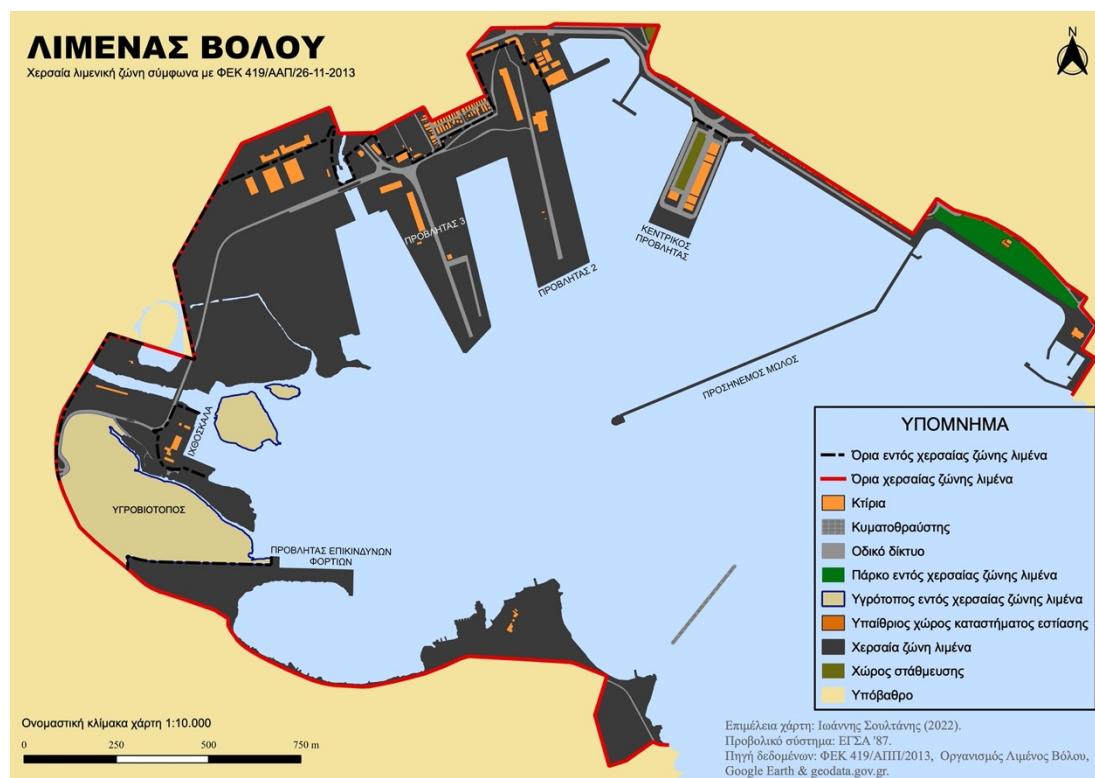 ΛΙΜΕΝΑΣ ΒΟΛΟΥ
Χερσαία λιμενική ζώνη σύμφωνα με ΦΕΚ 419/ΑΑΠ/26-11-2013
N
ΠΡΟΒΛΗΤΑΣ 3
ΠΡΟΒΛΗΤΑΣ 2
ΚΕΝΤΡΙΚΟΣ
ΠΡΟΒΛΗΤΑΣ
ΠΡΟΣΗΝΕΜΟΣ ΜΩΛΟΣ
ΙΧΘΟΣΚΑΛΑ
ΥΓΡΟΒΙΟΤΟΠΟΣ
ΠΡΟΒΛΗΤΑΣ ΕΠΙΚΙΝΔΥΝΩΝ
ΦΟΡΤΙΩΝ
ΥΠΟΜΝΗΜΑ
Όρια εντός χερσαίας ζώνης λιμένα
Όρια χερσαίας ζώνης λιμένα
Κτίρια
Κυματοθραύστης
Οδικό δίκτυο
Πάρκο εντός χερσαίας ζώνης λιμένα
Υγρότοπος εντός χερσαίας ζώνης λιμένα
Υπαίθριος χώρος καταστήματος εστίασης
Χερσαία ζώνη λιμένα
Χώρος στάθμευσης
Υπόβαθρο
Ονομαστική κλίμακα χάρτη 1:10.000
0 250 500 750 m
Επιμέλεια χάρτη: Ιωάννης Σουλτάνης (2022).
Προβολικό σύστημα: ΕΓΣΑ '87.
Πηγή δεδομένων: ΦΕΚ 419/ΑΠΠ/2013, Οργανισμός Λιμένος Βόλου,
Google Earth & geodata.gov.gr.